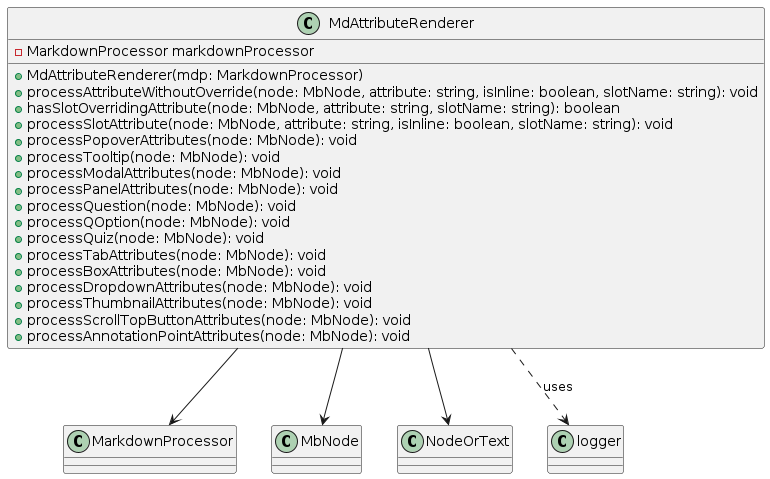 C MdAttributeRenderer
MarkdownProcessor markdownProcessor
MdAttributeRenderer(mdp: MarkdownProcessor)
processAttributeWithoutOverride(node: MbNode, attribute: string, isInline: boolean, slotName: string): void
hasSlotOverridingAttribute(node: MbNode, attribute: string, slotName: string): boolean
processSlotAttribute(node: MbNode, attribute: string, isInline: boolean, slotName: string): void
processPopoverAttributes(node: MbNode): void
processTooltip(node: MbNode): void
processModalAttributes(node: MbNode): void
processPanelAttributes(node: MbNode): void
processQuestion(node: MbNode): void
processQOption(node: MbNode): void
processQuiz(node: MbNode): void
processTabAttributes(node: MbNode): void
processBoxAttributes(node: MbNode): void
processDropdownAttributes(node: MbNode): void
processThumbnailAttributes(node: MbNode): void
processScrollTopButtonAttributes(node: MbNode): void
processAnnotationPointAttributes(node: MbNode): void
uses
C MarkdownProcessor
C MbNode
C NodeOrText
C logger